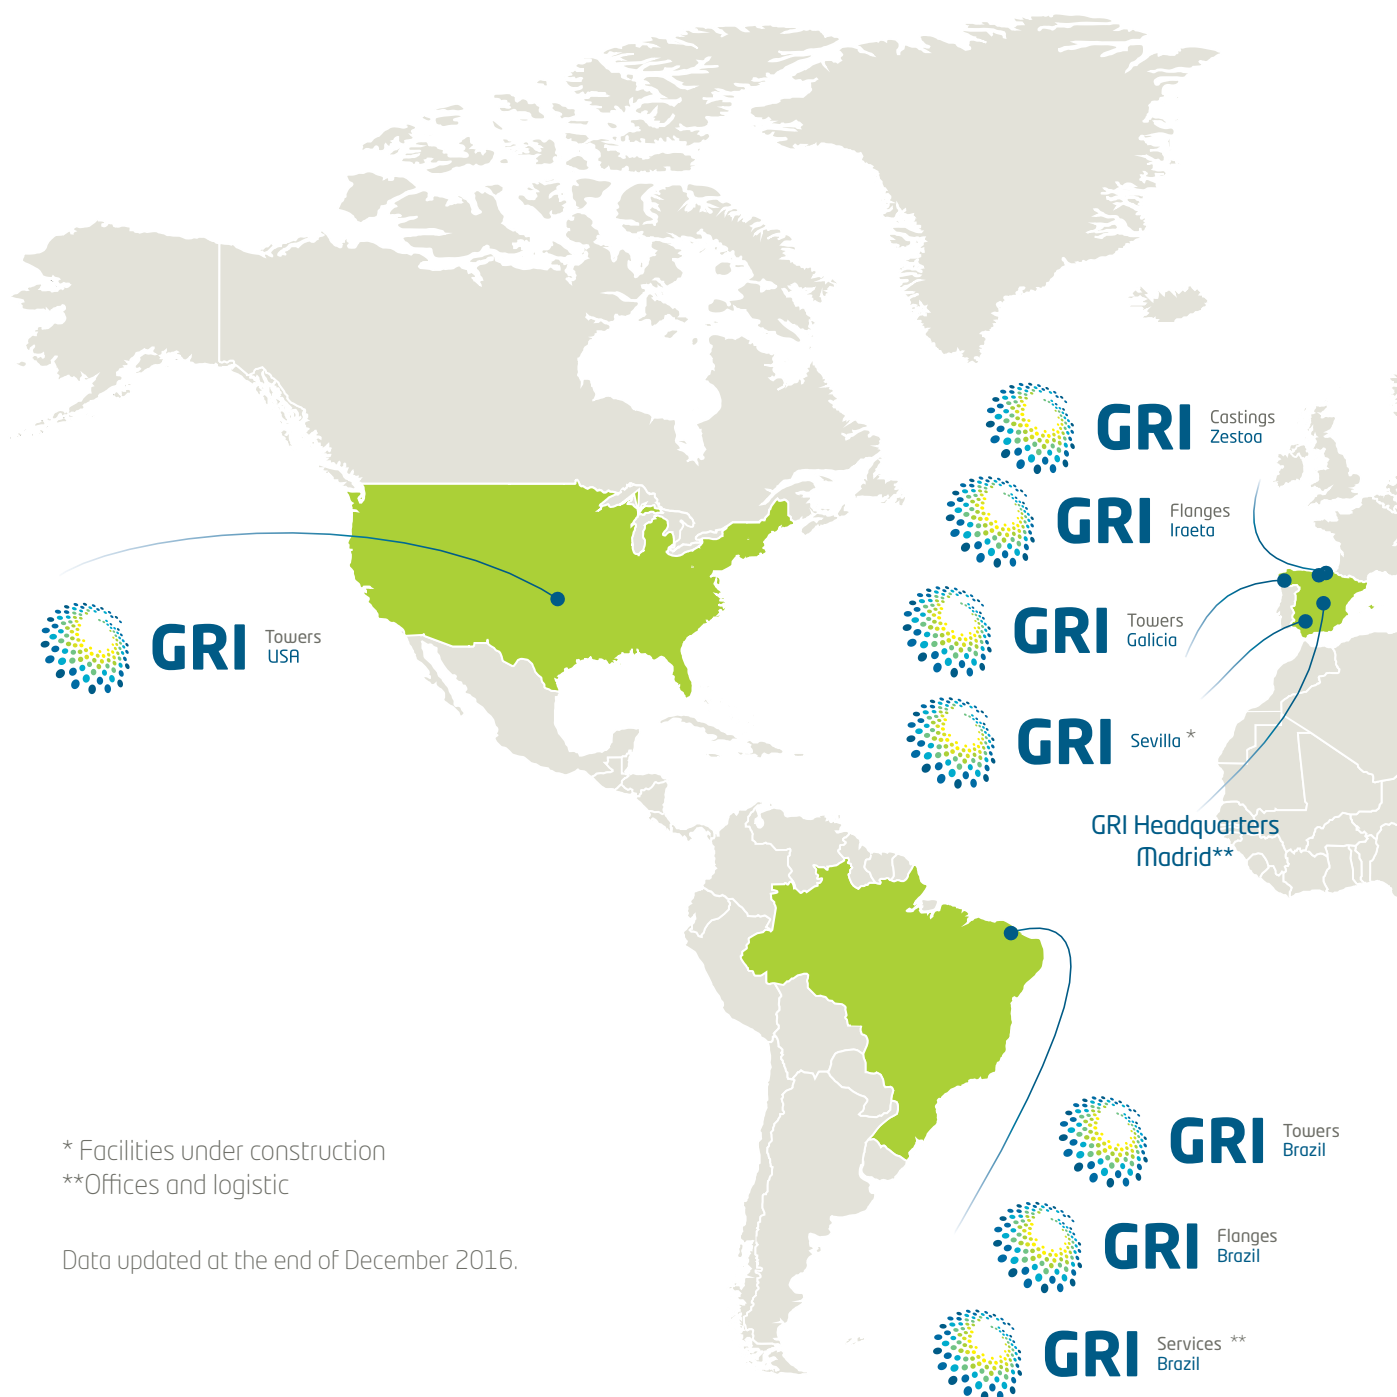 GRI
Castings
Zestoa
GRI
Flanges
Iraeta
GRI
Towers
Galicia
GRI
Towers
USA
GRI
Sevilla *
GRI Headquarters
Madrid**
GRI
Towers
Brazil
GRI
Flanges
Brazil
GRI
Services **
Brazil
* Facilities under construction
**Offices and logistic
Data updated at the end of December 2016.